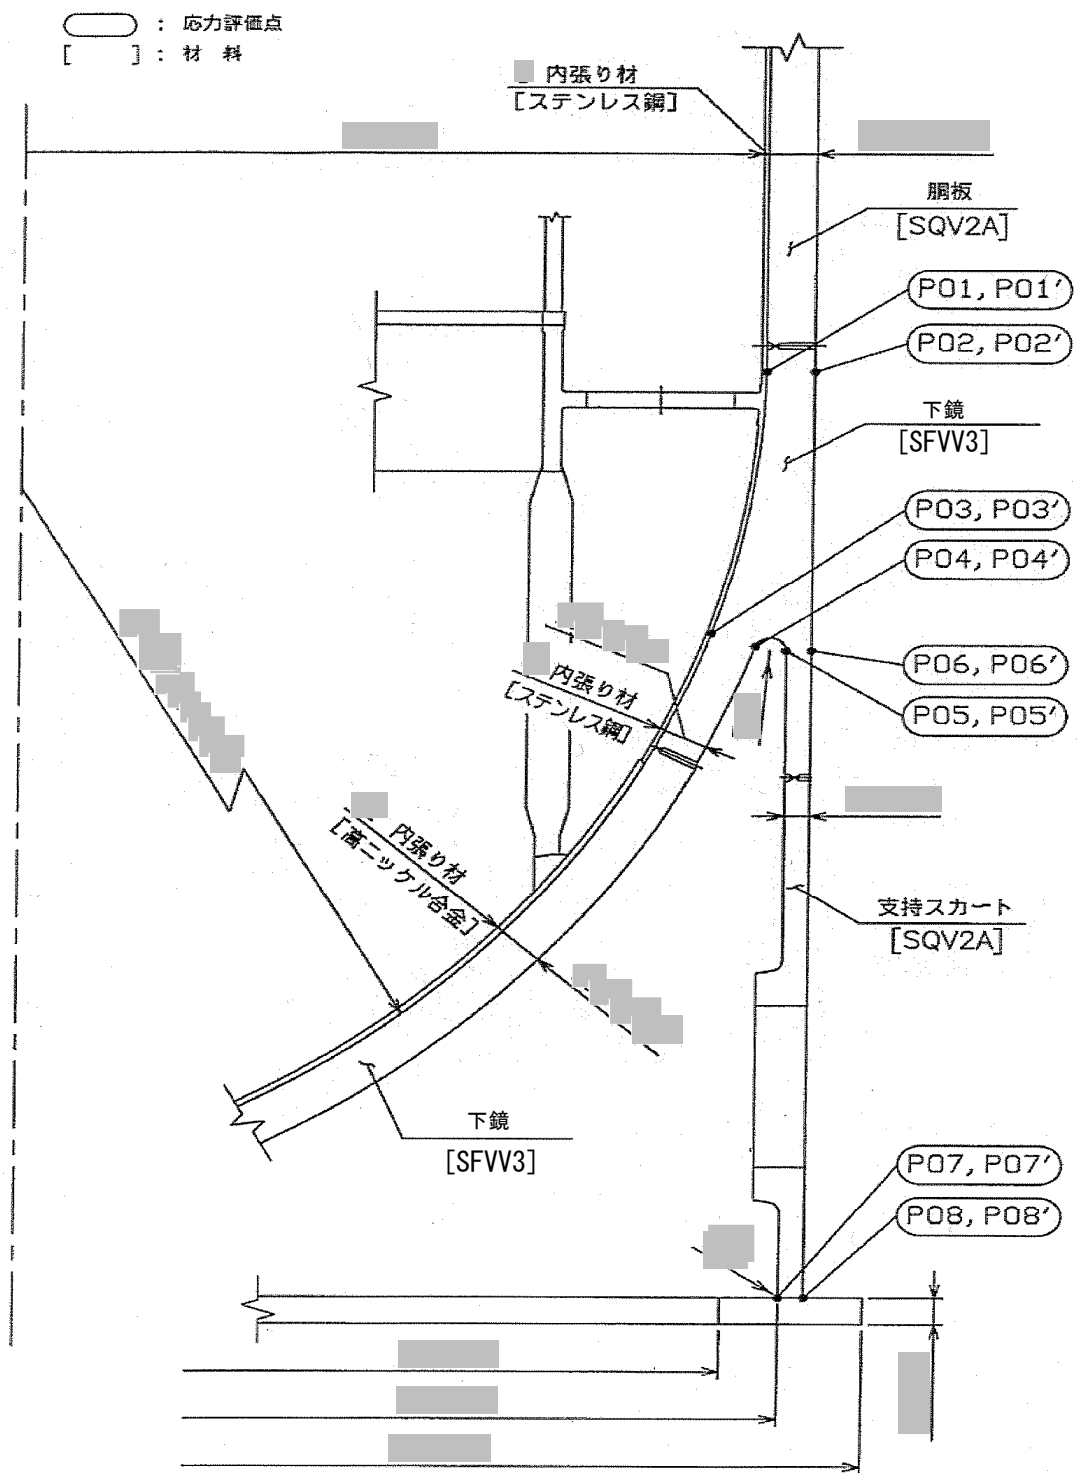 ： 応力評価点
[ ]： 材 料
内張り材
[ステンレス鋼]
胴板
[SQV2A]
P01, P01′
P02, P02′
下鏡
[SFVV3]
P03, P03′
P04, P04′
P06, P06′
P05, P05′
内張り材
[ステンレス鋼]
内張り材
[高ニッケル合金]
支持スカート
[SQV2A]
下鏡
[SFVV3]
P07, P07′
P08, P08′